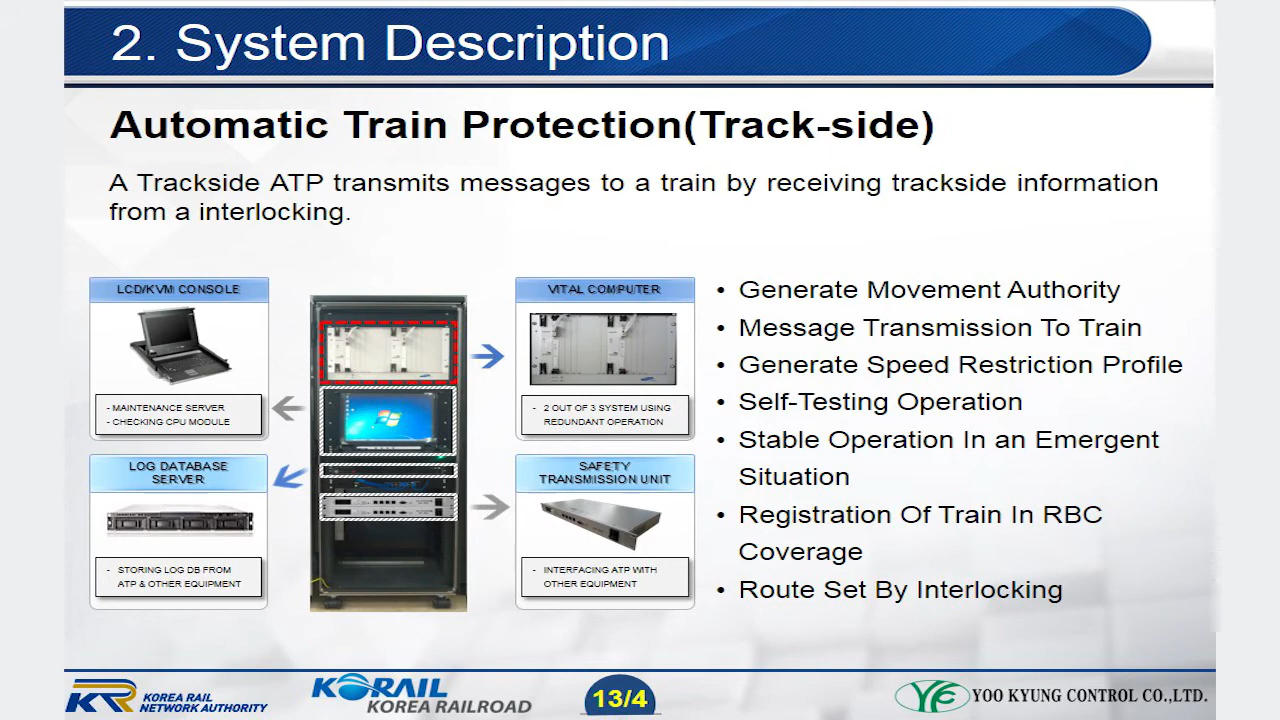 2. System Description
Automatic Train Protection(Track-side)
A Trackside ATP transmits messages to a train by receiving trackside information
from a interlocking.
LCD/KVM CONSOLE
- MAINTENANCE SERVER
- CHECKING CPU MODULE
LOG DATABASE
SERVER
- STORING LOG DB FROM
ATP & OTHER EQUIPMENT
VITAL COMPUTER
- 2 OUT OF 3 SYSTEM USING
REDUNDANT OPERATION
SAFETY
TRANSMISSION UNIT
- INTERFACING ATP WITH
OTHER EQUIPMENT
• Generate Movement Authority
• Message Transmission To Train
• Generate Speed Restriction Profile
• Self-Testing Operation
• Stable Operation In an Emergent
Situation
• Registration Of Train In RBC
Coverage
• Route Set By Interlocking
KR KOREA RAIL
NETWORK AUTHORITY
KORAIL
KOREA RAILROAD
13/4
YF YOO KYUNG CONTROL CO.,LTD.